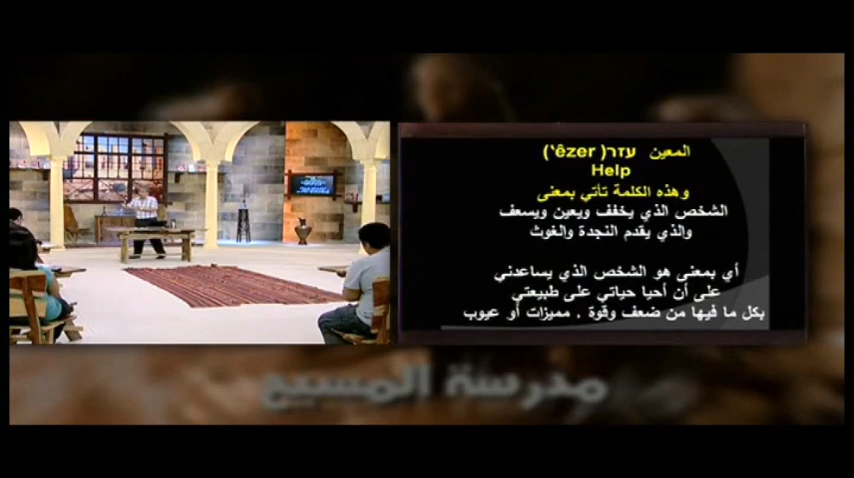 المعين עזר( ʽêzer)
Help
وهذه الكلمة تأتي بمعنى
الشخص الذي يخفف ويعين ويسعف
والذي يقدم النجدة والغوث
أي بمعنى هو الشخص الذي يساعدني
على أن أحيا حياتي على طبيعتي
بكل ما فيها من ضعف وقوة . مميزات أو عيوب
مدرسة المسيح